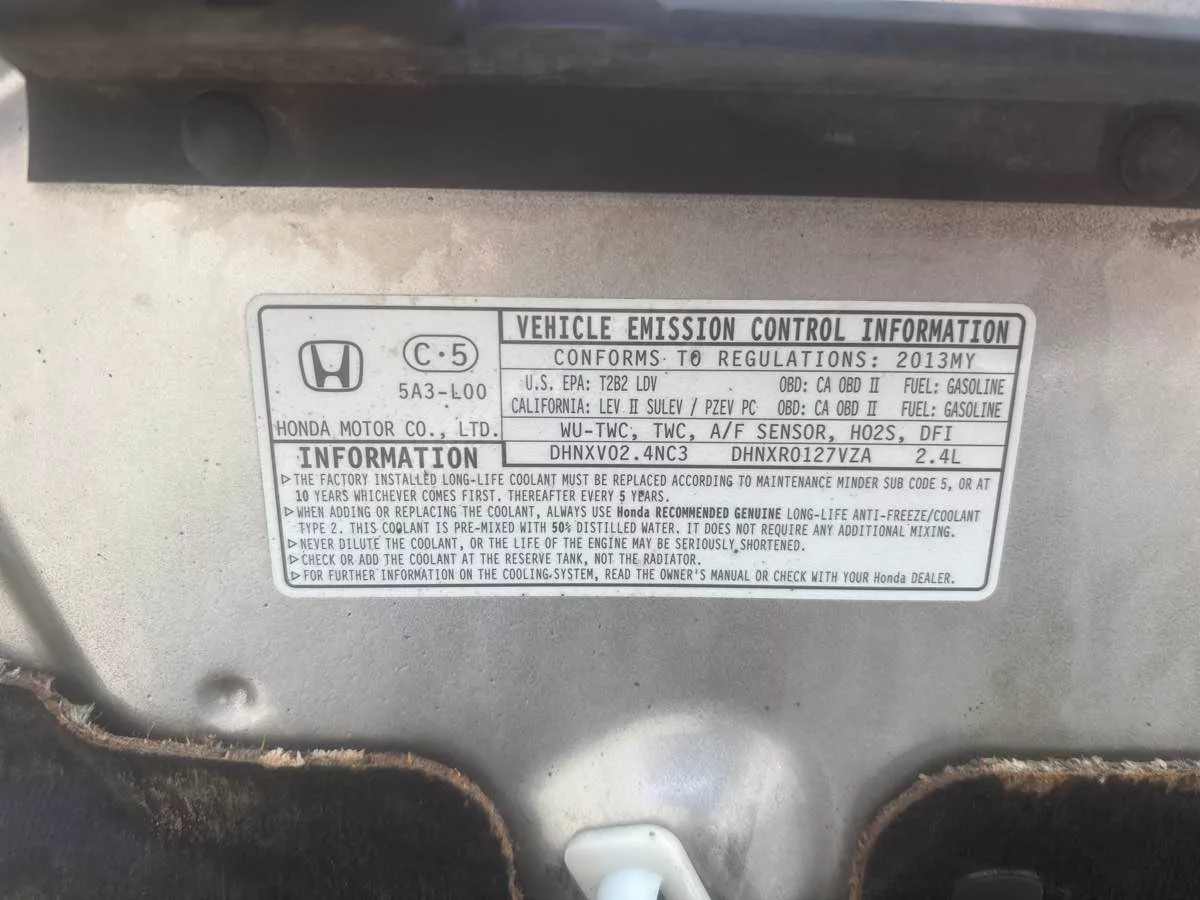 C·5
5A3-L00
HONDA MOTOR CO., LTD.
VEHICLE EMISSION CONTROL INFORMATION
CONFORMS TO REGULATIONS: 2013MY
U.S. EPA: T2B2 LDV OBD: CA OBD II FUEL: GASOLINE
CALIFORNIA: LEV II SULEV / PZEV PC OBD: CA OBD II FUEL: GASOLINE
WU-TWC, TWC, A/F SENSOR, HO2S, DFI
DHNXV02.4NC3 DHNXR0127VZA 2.4L
INFORMATION
▷THE FACTORY INSTALLED LONG-LIFE COOLANT MUST BE REPLACED ACCORDING TO MAINTENANCE MINDER SUB CODE 5, OR AT
10 YEARS WHICHEVER COMES FIRST. THEREAFTER EVERY 5 YEARS.
▷WHEN ADDING OR REPLACING THE COOLANT, ALWAYS USE Honda RECOMMENDED GENUINE LONG-LIFE ANTI-FREEZE/COOLANT
TYPE 2. THIS COOLANT IS PRE-MIXED WITH 50% DISTILLED WATER. IT DOES NOT REQUIRE ANY ADDITIONAL MIXING.
▷NEVER DILUTE THE COOLANT, OR THE LIFE OF THE ENGINE MAY BE SERIOUSLY SHORTENED.
▷CHECK OR ADD THE COOLANT AT THE RESERVE TANK, NOT THE RADIATOR.
▷FOR FURTHER INFORMATION ON THE COOLING SYSTEM, READ THE OWNER'S MANUAL OR CHECK WITH YOUR Honda DEALER.